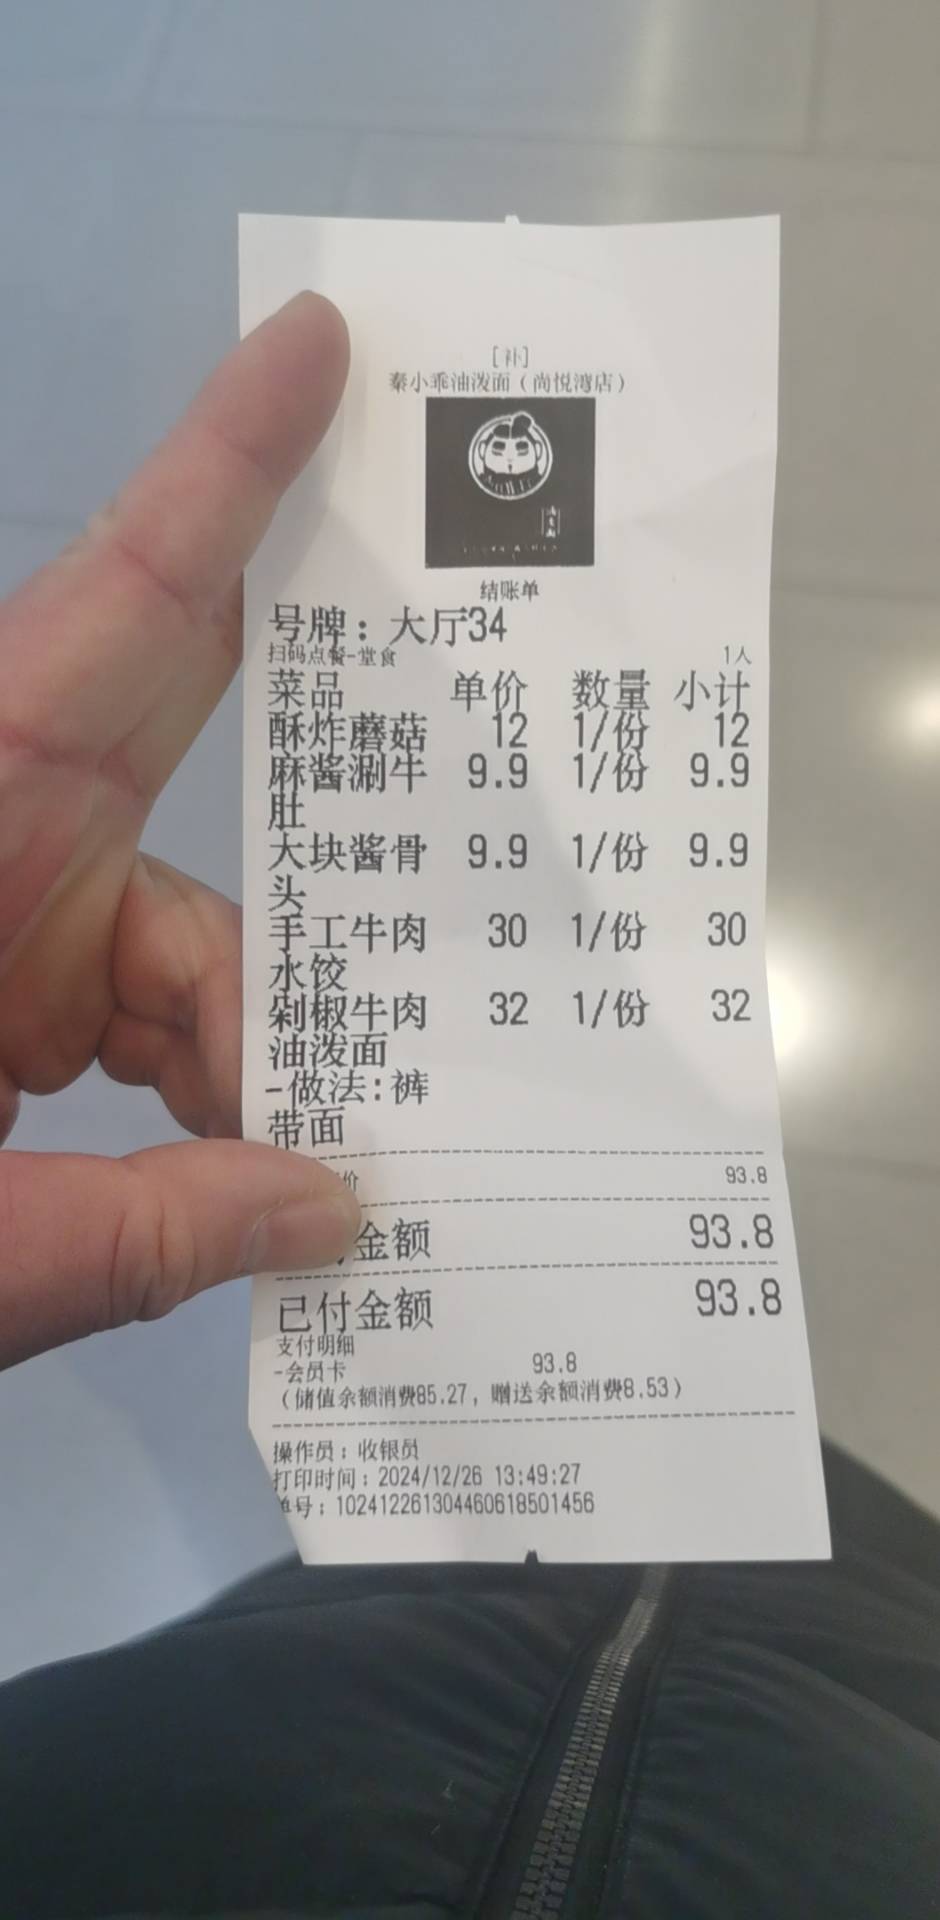 [补]
秦小乖油泼面（尚悦湾店）
结账单
号牌：大厅34
扫码点餐-堂食 1人
菜品 单价 数量 小计
酥炸蘑菇 12 1/份 12
麻酱涮牛 9.9 1/份 9.9
肚
大块酱骨 9.9 1/份 9.9
头
手工牛肉 30 1/份 30
水饺
剁椒牛肉 32 1/份 32
油泼面
-做法:裤
带面
价 93.8
金额 93.8
已付金额 93.8
支付明细
-会员卡 93.8
（储值余额消费85.27, 赠送余额消费8.53）
操作员：收银员
打印时间：2024/12/26 13:49:27
单号：102412261304460618501456